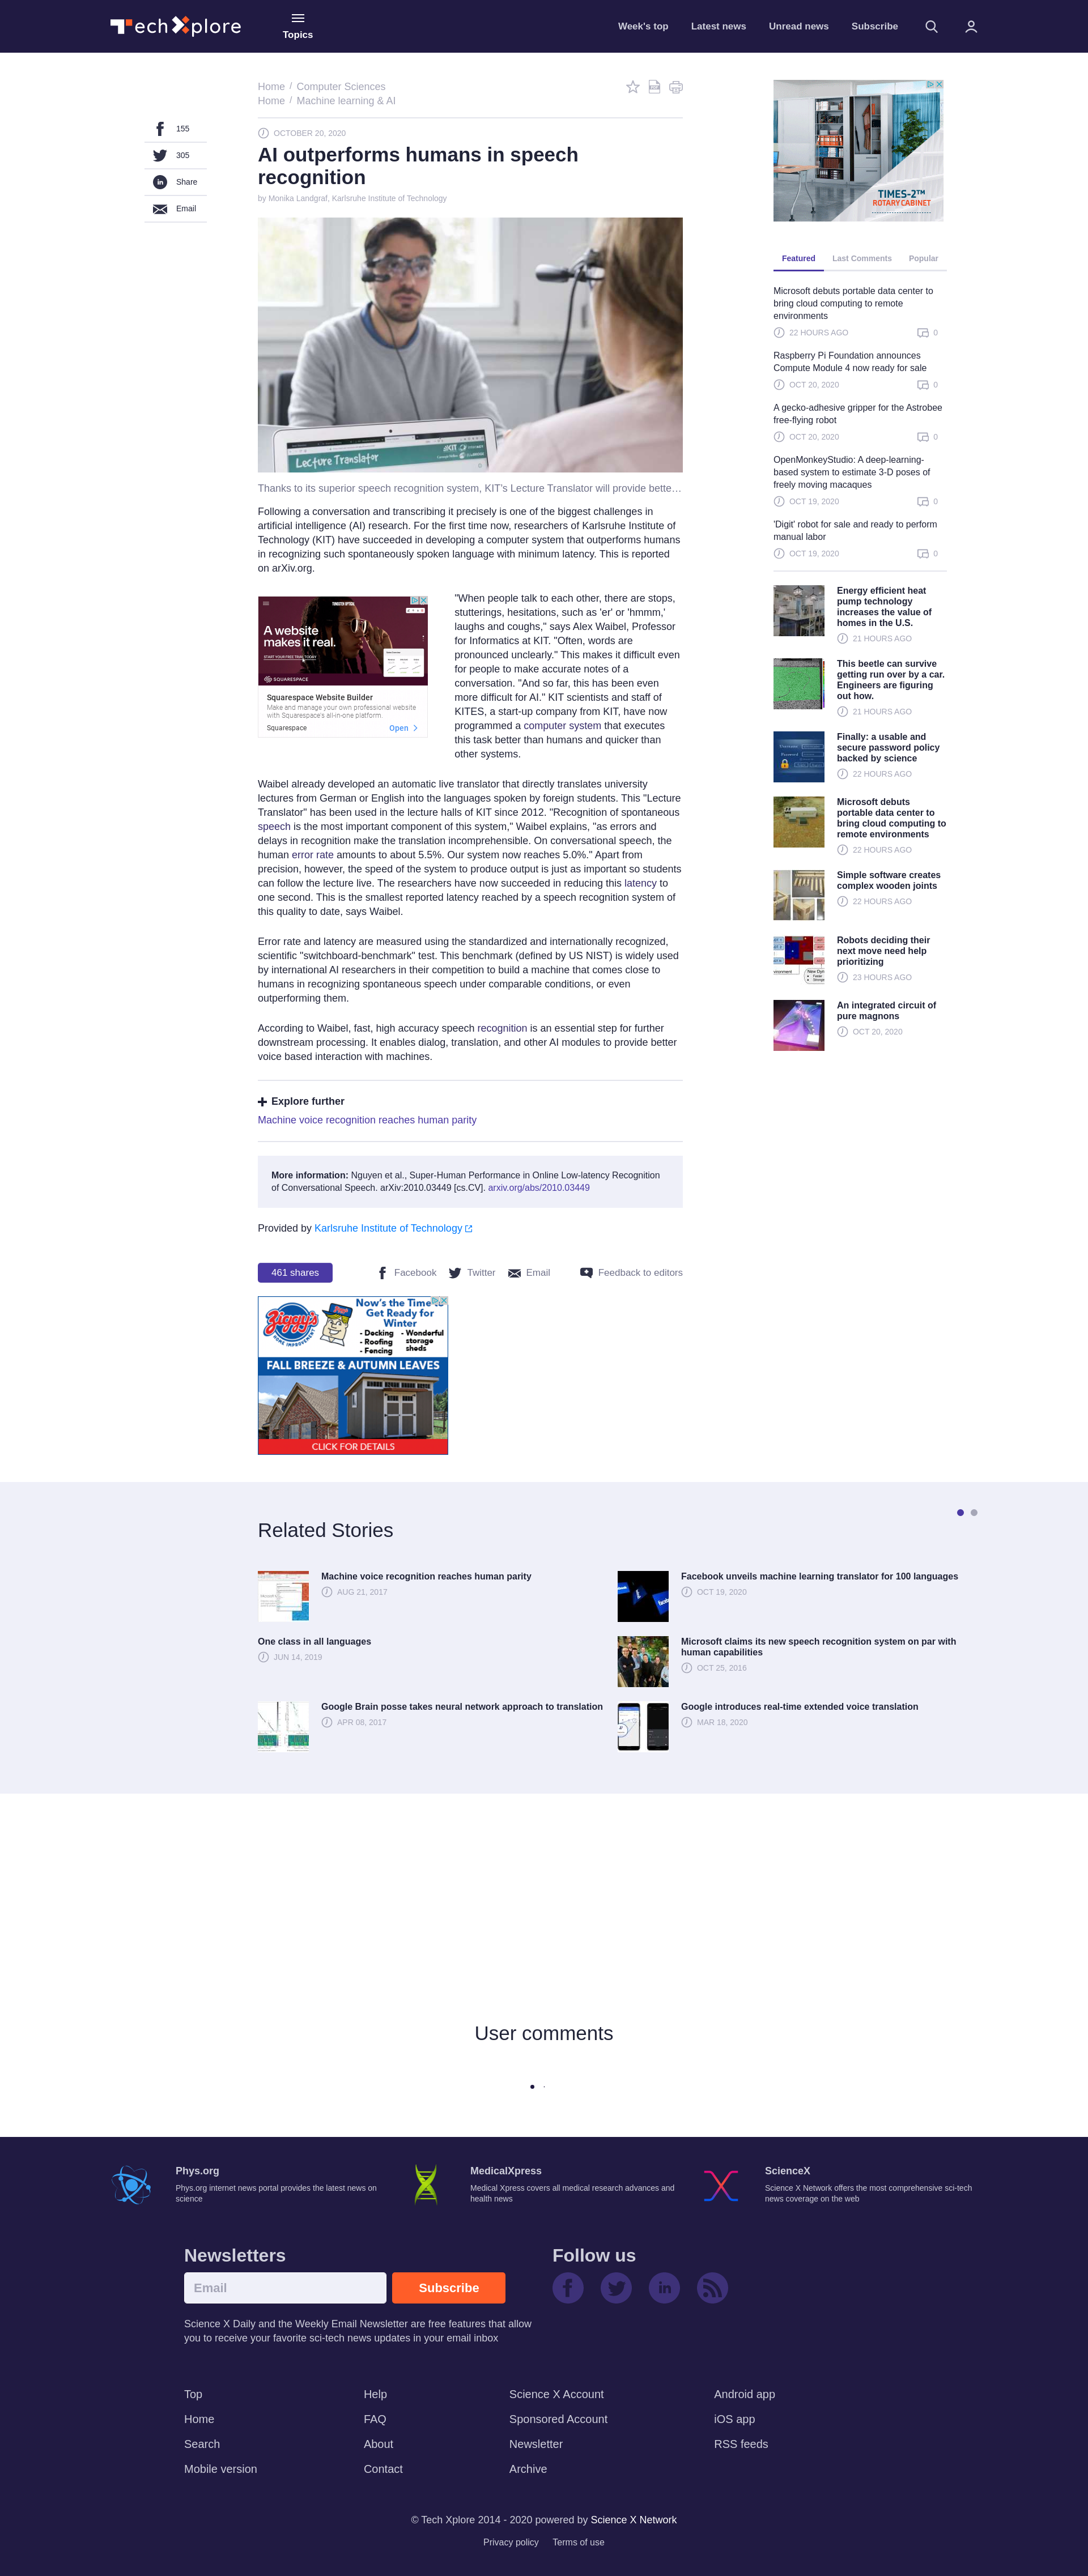 TechXplore
Topics
Week's top
Latest news
Unread news
Subscribe
155
305
Share
Email
Home / Computer Sciences
Home / Machine learning & AI
OCTOBER 20, 2020
AI outperforms humans in speech
recognition
by Monika Landgraf, Karlsruhe Institute of Technology
Lecture Translator
KIT
Thanks to its superior speech recognition system, KIT's Lecture Translator will provide bette…
Following a conversation and transcribing it precisely is one of the biggest challenges in
artificial intelligence (AI) research. For the first time now, researchers of Karlsruhe Institute of
Technology (KIT) have succeeded in developing a computer system that outperforms humans
in recognizing such spontaneously spoken language with minimum latency. This is reported
on arXiv.org.
A website
makes it real.
START YOUR FREE TRIAL TODAY
SQUARESPACE
Squarespace Website Builder
Make and manage your own professional website
with Squarespace's all-in-one platform.
Squarespace
Open
"When people talk to each other, there are stops,
stutterings, hesitations, such as 'er' or 'hmmm,'
laughs and coughs," says Alex Waibel, Professor
for Informatics at KIT. "Often, words are
pronounced unclearly." This makes it difficult even
for people to make accurate notes of a
conversation. "And so far, this has been even
more difficult for AI." KIT scientists and staff of
KITES, a start-up company from KIT, have now
programmed a computer system that executes
this task better than humans and quicker than
other systems.
Waibel already developed an automatic live translator that directly translates university
lectures from German or English into the languages spoken by foreign students. This "Lecture
Translator" has been used in the lecture halls of KIT since 2012. "Recognition of spontaneous
speech is the most important component of this system," Waibel explains, "as errors and
delays in recognition make the translation incomprehensible. On conversational speech, the
human error rate amounts to about 5.5%. Our system now reaches 5.0%." Apart from
precision, however, the speed of the system to produce output is just as important so students
can follow the lecture live. The researchers have now succeeded in reducing this latency to
one second. This is the smallest reported latency reached by a speech recognition system of
this quality to date, says Waibel.
Error rate and latency are measured using the standardized and internationally recognized,
scientific "switchboard-benchmark" test. This benchmark (defined by US NIST) is widely used
by international AI researchers in their competition to build a machine that comes close to
humans in recognizing spontaneous speech under comparable conditions, or even
outperforming them.
According to Waibel, fast, high accuracy speech recognition is an essential step for further
downstream processing. It enables dialog, translation, and other AI modules to provide better
voice based interaction with machines.
Explore further
Machine voice recognition reaches human parity
More information: Nguyen et al., Super-Human Performance in Online Low-latency Recognition
of Conversational Speech. arXiv:2010.03449 [cs.CV]. arxiv.org/abs/2010.03449
Provided by Karlsruhe Institute of Technology
461 shares
Facebook
Twitter
Email
Feedback to editors
Ziggy's
HOME IMPROVEMENT
Now's the Time to
Get Ready for
Winter
- Decking
- Roofing
- Fencing
- Wonderful
storage
sheds
FALL BREEZE & AUTUMN LEAVES
CLICK FOR DETAILS
TIMES-2™
ROTARY CABINET
Featured
Last Comments
Popular
Microsoft debuts portable data center to
bring cloud computing to remote
environments
22 HOURS AGO
0
Raspberry Pi Foundation announces
Compute Module 4 now ready for sale
OCT 20, 2020
0
A gecko-adhesive gripper for the Astrobee
free-flying robot
OCT 20, 2020
0
OpenMonkeyStudio: A deep-learning-
based system to estimate 3-D poses of
freely moving macaques
OCT 19, 2020
0
'Digit' robot for sale and ready to perform
manual labor
OCT 19, 2020
0
Energy efficient heat
pump technology
increases the value of
homes in the U.S.
21 HOURS AGO
This beetle can survive
getting run over by a car.
Engineers are figuring
out how.
21 HOURS AGO
Finally: a usable and
secure password policy
backed by science
22 HOURS AGO
Microsoft debuts
portable data center to
bring cloud computing to
remote environments
22 HOURS AGO
Simple software creates
complex wooden joints
22 HOURS AGO
Robots deciding their
next move need help
prioritizing
23 HOURS AGO
An integrated circuit of
pure magnons
OCT 20, 2020
Related Stories
Machine voice recognition reaches human parity
AUG 21, 2017
Facebook unveils machine learning translator for 100 languages
OCT 19, 2020
One class in all languages
JUN 14, 2019
Microsoft claims its new speech recognition system on par with
human capabilities
OCT 25, 2016
Google Brain posse takes neural network approach to translation
APR 08, 2017
Google introduces real-time extended voice translation
MAR 18, 2020
User comments
Phys.org
Phys.org internet news portal provides the latest news on
science
MedicalXpress
Medical Xpress covers all medical research advances and
health news
ScienceX
Science X Network offers the most comprehensive sci-tech
news coverage on the web
Newsletters
Email
Subscribe
Science X Daily and the Weekly Email Newsletter are free features that allow
you to receive your favorite sci-tech news updates in your email inbox
Follow us
Top
Home
Search
Mobile version
Help
FAQ
About
Contact
Science X Account
Sponsored Account
Newsletter
Archive
Android app
iOS app
RSS feeds
© Tech Xplore 2014 - 2020 powered by Science X Network
Privacy policy
Terms of use